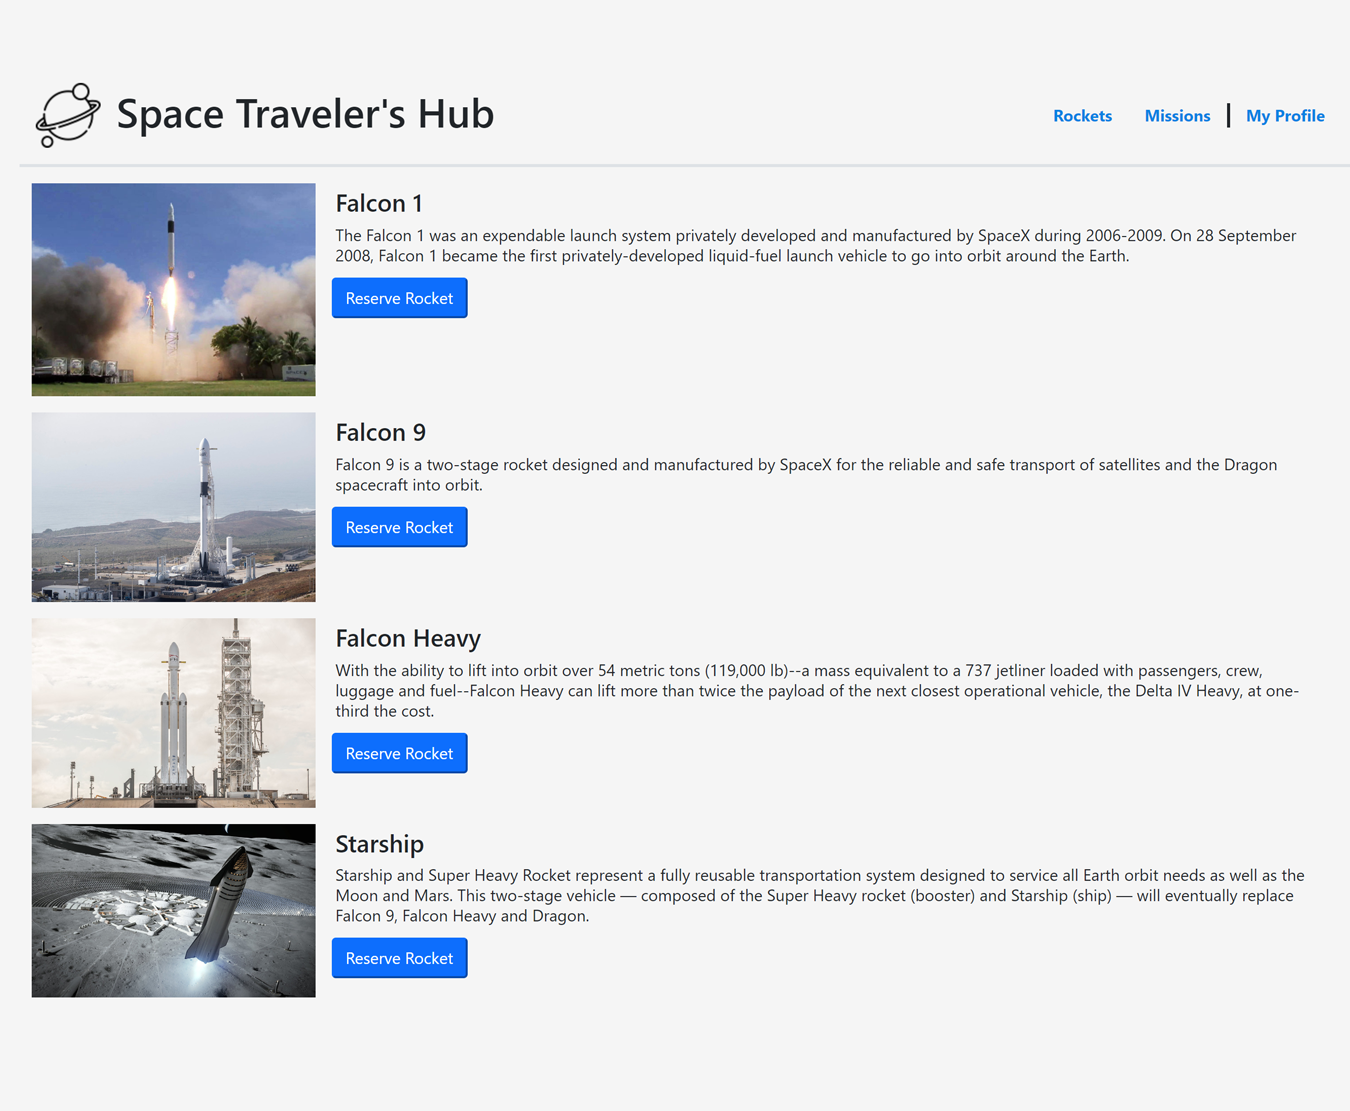 Space Traveler's Hub
Rockets
Missions
My Profile
Falcon 1
The Falcon 1 was an expendable launch system privately developed and manufactured by SpaceX during 2006-2009. On 28 September
2008, Falcon 1 became the first privately-developed liquid-fuel launch vehicle to go into orbit around the Earth.
Reserve Rocket
Falcon 9
Falcon 9 is a two-stage rocket designed and manufactured by SpaceX for the reliable and safe transport of satellites and the Dragon
spacecraft into orbit.
Reserve Rocket
Falcon Heavy
With the ability to lift into orbit over 54 metric tons (119,000 lb)--a mass equivalent to a 737 jetliner loaded with passengers, crew,
luggage and fuel--Falcon Heavy can lift more than twice the payload of the next closest operational vehicle, the Delta IV Heavy, at one-
third the cost.
Reserve Rocket
Starship
Starship and Super Heavy Rocket represent a fully reusable transportation system designed to service all Earth orbit needs as well as the
Moon and Mars. This two-stage vehicle — composed of the Super Heavy rocket (booster) and Starship (ship) — will eventually replace
Falcon 9, Falcon Heavy and Dragon.
Reserve Rocket